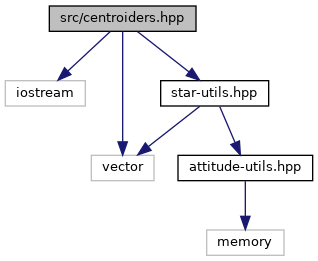 src/centroiders.hpp
iostream
star-utils.hpp
vector
attitude-utils.hpp
memory